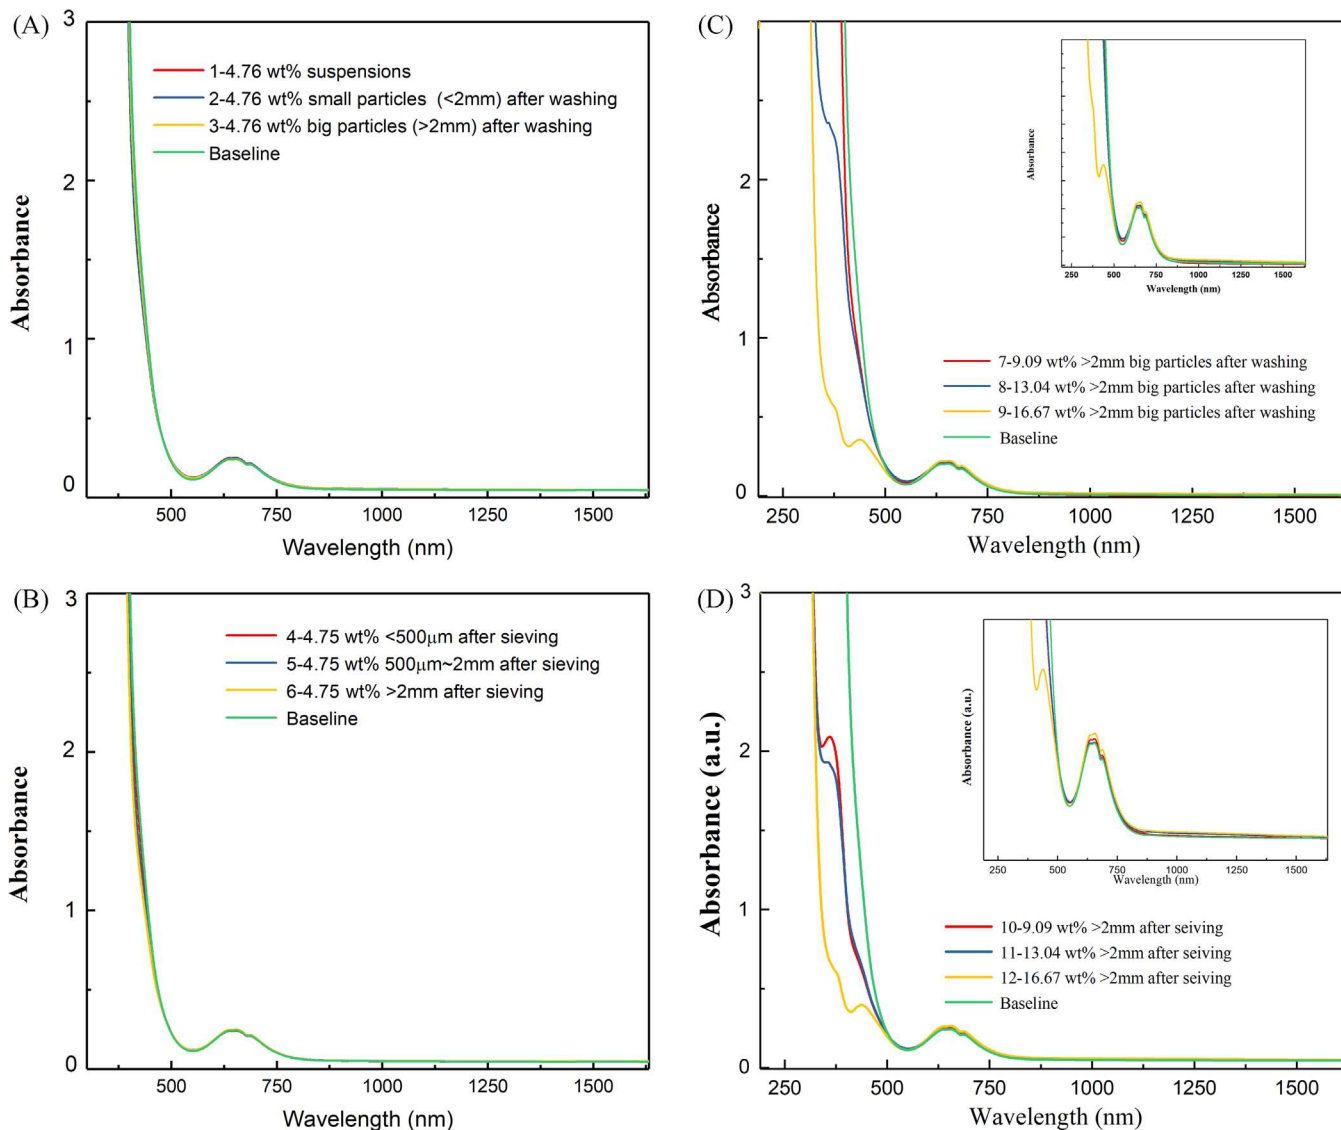 (A)
3
2
1
0
Absorbance
1-4.76 wt% suspensions
2-4.76 wt% small particles (<2mm) after washing
3-4.76 wt% big particles (>2mm) after washing
Baseline
500 750 1000 1250 1500
Wavelength (nm)
(C)
3
2
1
0
Absorbance
Absorbance
250 500 750 1000 1250 1500
Wavelength (nm)
7-9.09 wt% >2mm big particles after washing
8-13.04 wt% >2mm big particles after washing
9-16.67 wt% >2mm big particles after washing
Baseline
250 500 750 1000 1250 1500
Wavelength (nm)
(B)
3
2
1
0
Absorbance
4-4.75 wt% <500μm after sieving
5-4.75 wt% 500μm~2mm after sieving
6-4.75 wt% >2mm after sieving
Baseline
500 750 1000 1250 1500
Wavelength (nm)
(D)
3
2
1
0
Absorbance (a.u.)
Absorbance (a.u.)
250 500 750 1000 1250 1500
Wavelength (nm)
10-9.09 wt% >2mm after seiving
11-13.04 wt% >2mm after seiving
12-16.67 wt% >2mm after seiving
Baseline
250 500 750 1000 1250 1500
Wavelength (nm)